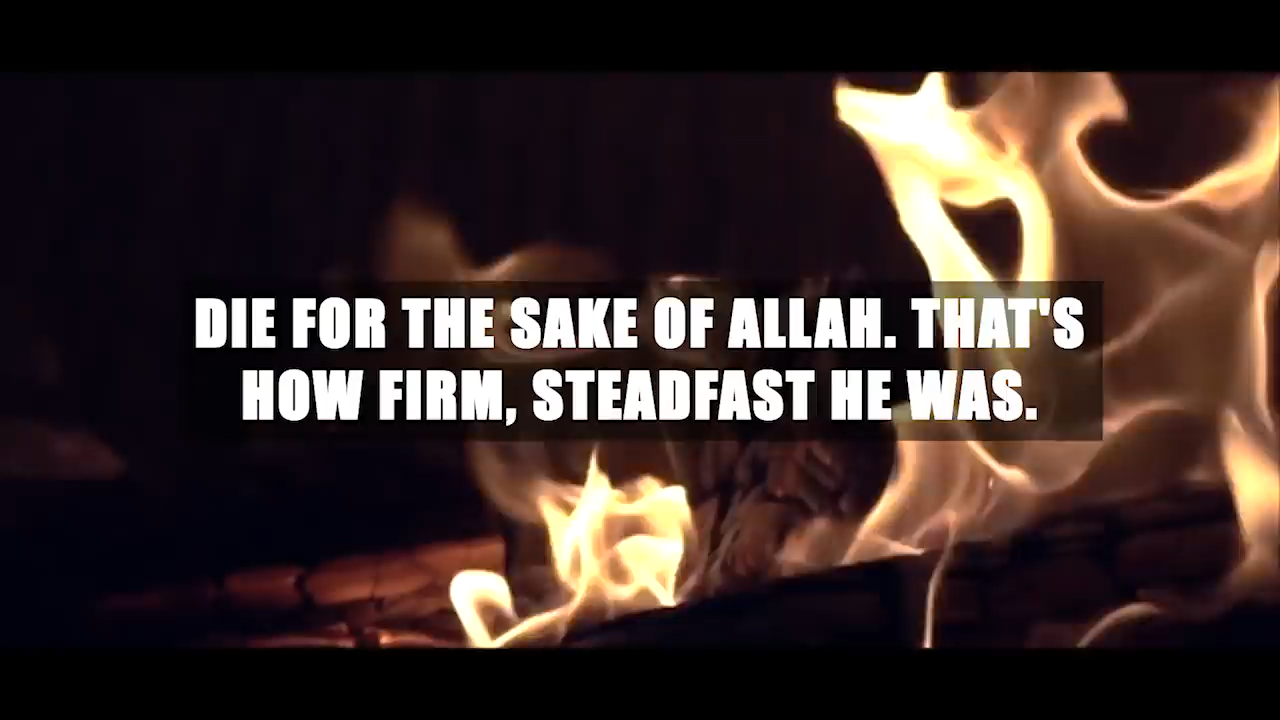 DIE FOR THE SAKE OF ALLAH. THAT'S
HOW FIRM, STEADFAST HE WAS.